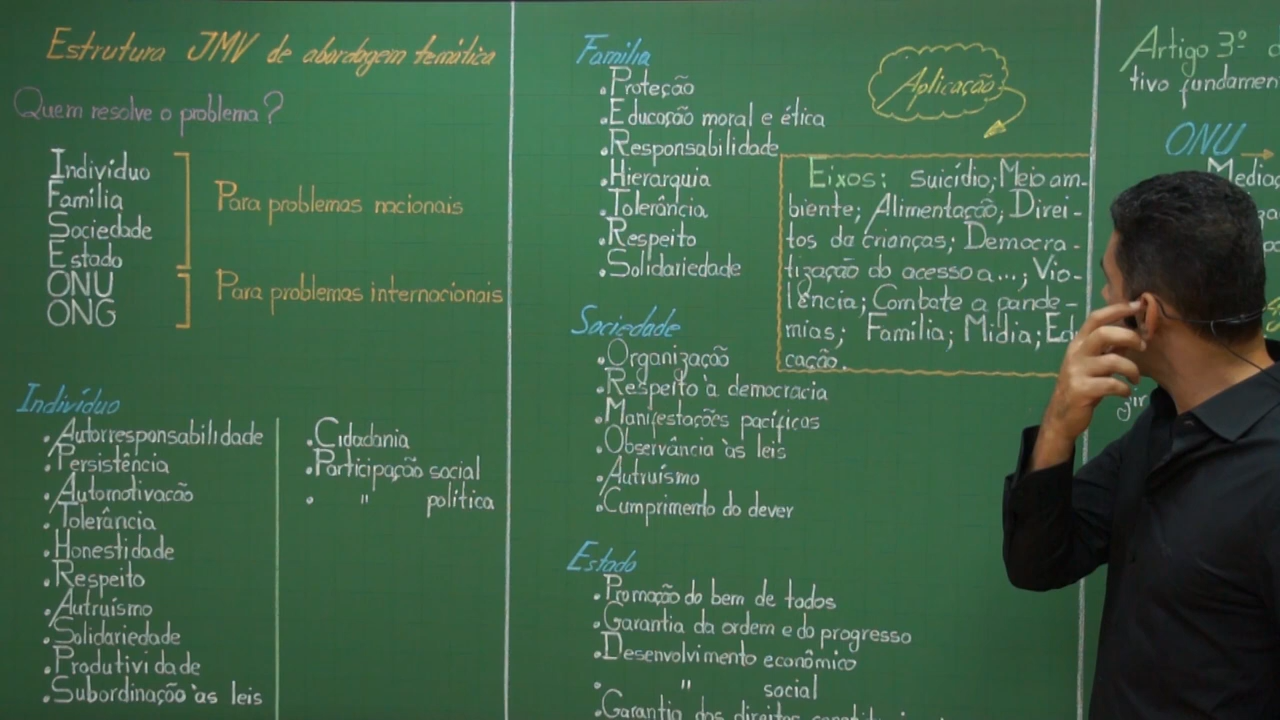 Estrutura JMV de abordagem temática
Quem resolve o problema?
Indivíduo
Família
Sociedade
Estado
Para problemas nacionais
ONU
ONG
Para problemas internacionais
Indivíduo
.Autorresponsabilidade
.Persistência
.Automotivação
.Tolerância
.Honestidade
.Respeito
.Autruísmo
.Solidariedade
.Produtividade
.Subordinação às leis
.Cidadania
.Participação social
. " política
Família
.Proteção
.Educação moral e ética
.Responsabilidade
.Hierarquia
.Tolerância
.Respeito
.Solidariedade
Sociedade
.Organização
.Respeito à democracia
.Manifestações pacíficas
.Observância às leis
.Autruísmo
.Cumprimento do dever
Estado
.Promoção do bem de todos
.Garantia da ordem e do progresso
.Desenvolvimento econômico
. " social
.Garantia dos direitos
Aplicação
Eixos: Suicídio; Meio am-
biente; Alimentação; Direi-
tos da crianças; Democra-
tização do acesso a...; Vio-
lência; Combate a pande-
mias; Família; Mídia; Edu
cação.
Artigo 3º
tivo fundamen
ONU →
Media